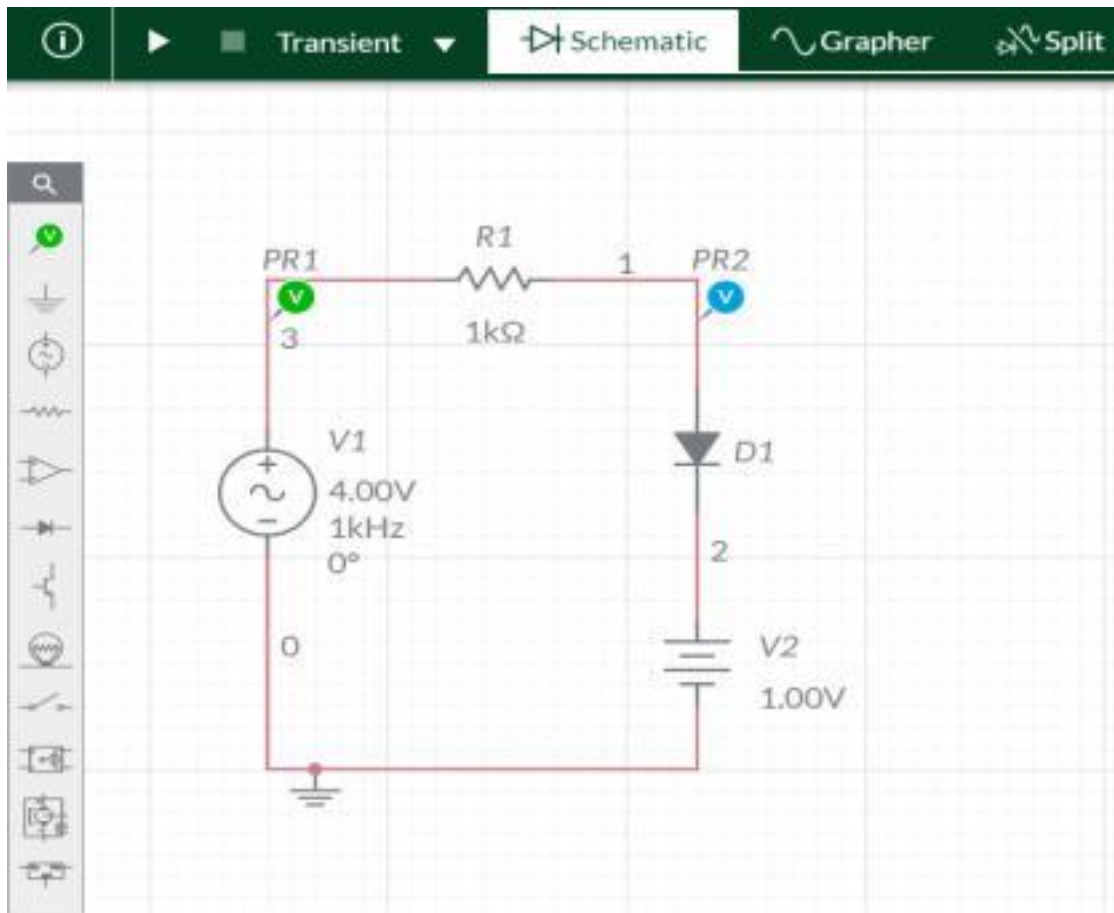 Transient Schematic Grapher Split
R1
PR1 1 PR2
V V
3 1kΩ
V1
D1
4.00V
1kHz
0°
2
0 V2
1.00V